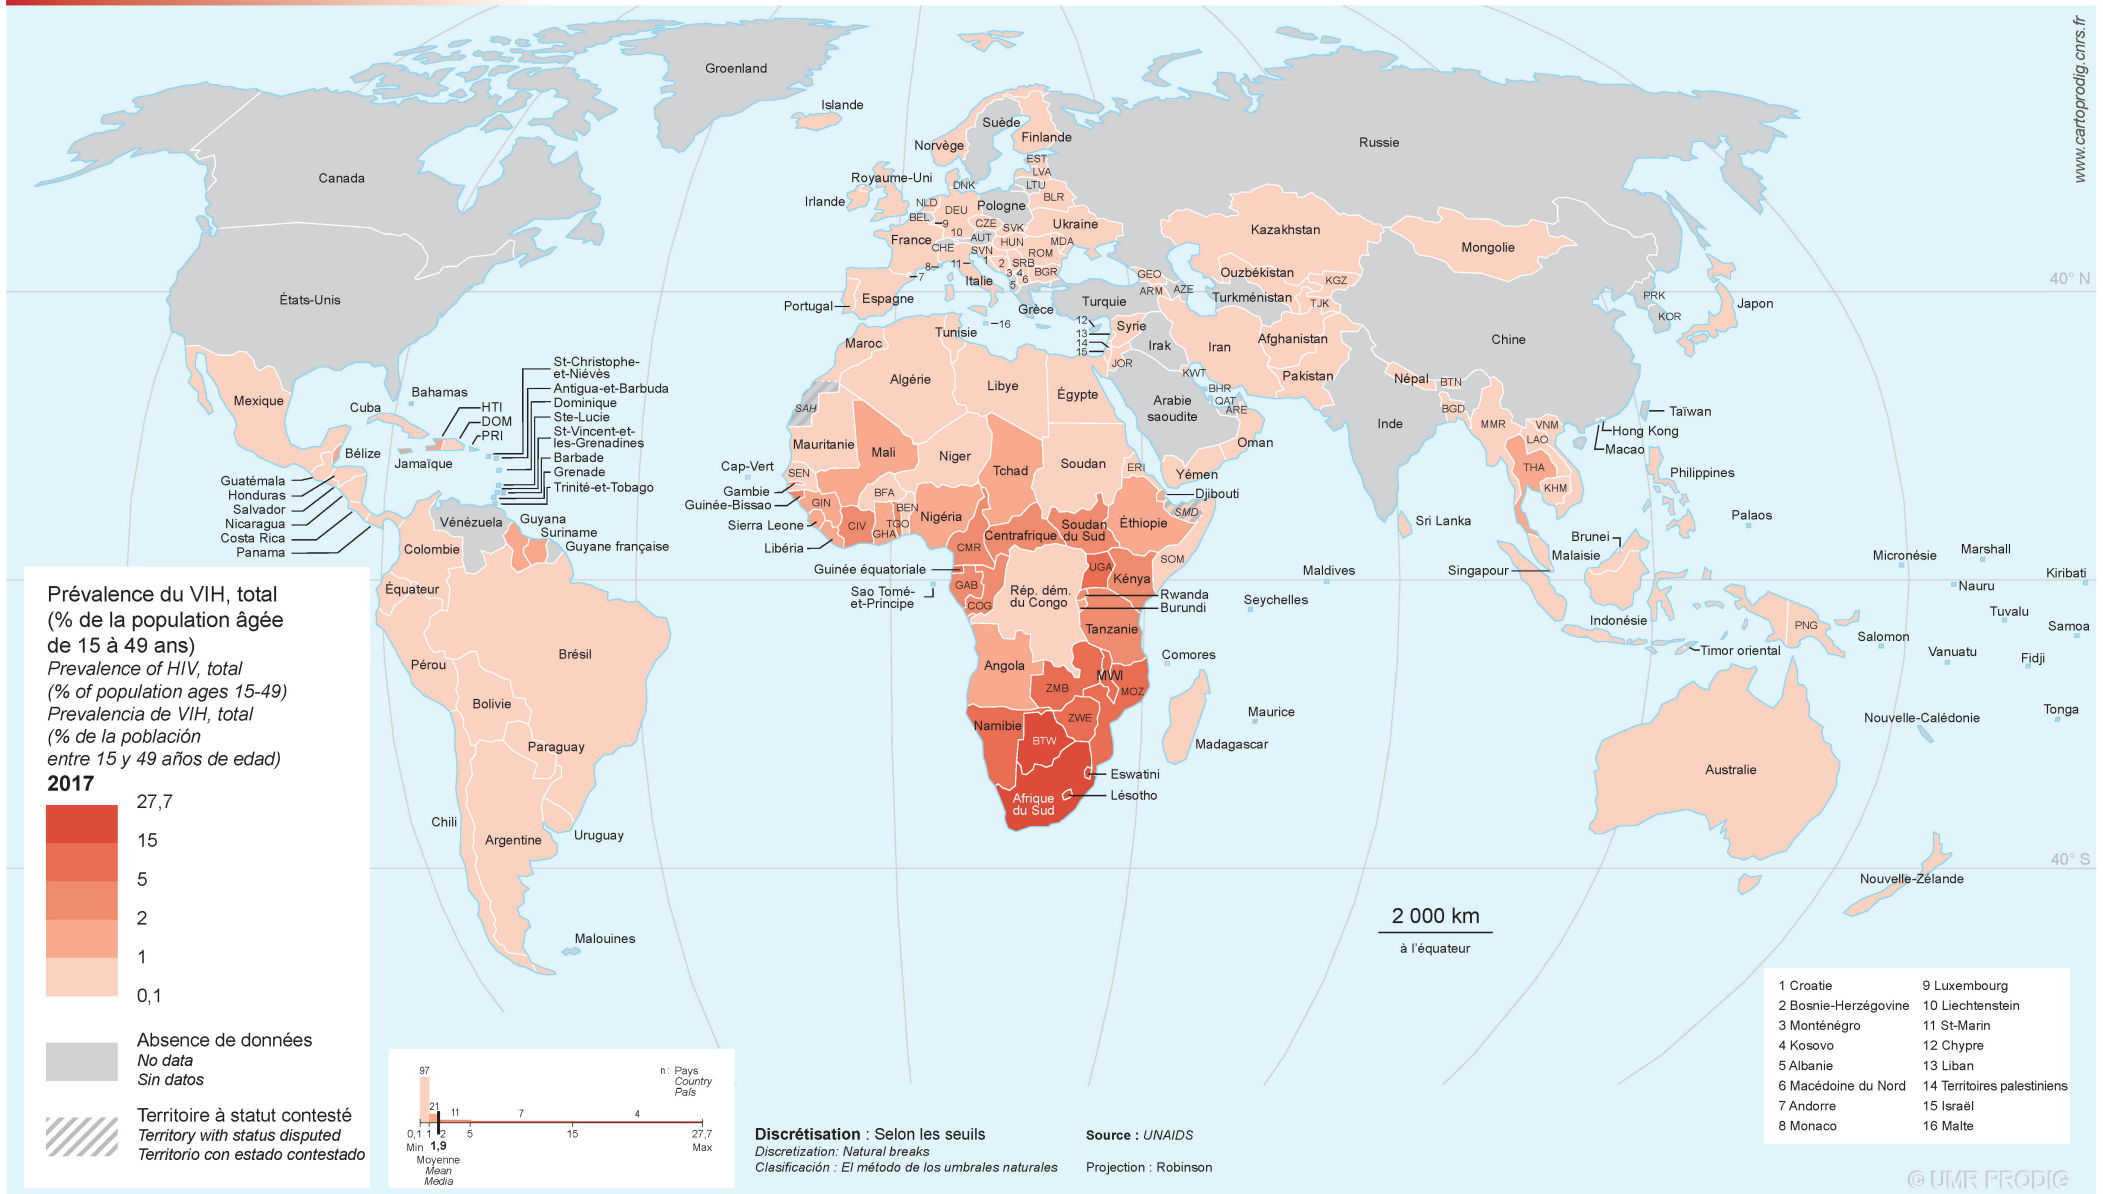 www.cartoprodig.cnrs.fr
Groenland
Islande
Suède
Finlande
Norvège
Russie
Canada
EST
LVA
LTU
Royaume-Uni
DNK
BLR
Irlande
NLD
DEU
Pologne
BEL
9
CZE
Ukraine
SVK
10
AUT
France
CHE
HUN
MDA
SVN
ROM
Kazakhstan
Mongolie
8
11
1
2
SRB
3
4
BGR
7
6
5
Italie
GEO
Ouzbékistan
KGZ
40° N
États-Unis
Portugal
Espagne
Grèce
Turquie
ARM
AZE
Turkménistan
TJK
PRK
KOR
Japon
Tunisie
16
12
13
14
15
Syrie
Maroc
Irak
Iran
Afghanistan
Chine
JOR
KWT
Pakistan
Népal
BTN
Algérie
Libye
Égypte
BHR
QAT
ARE
Arabie
saoudite
SAH
BGD
Inde
MMR
VNM
LAO
Taïwan
Hong Kong
Macao
St-Christophe-
et-Niévès
Antigua-et-Barbuda
Dominique
Ste-Lucie
St-Vincent-et-
les-Grenadines
Barbade
Grenade
Trinité-et-Tobago
Bahamas
Mexique
Cuba
HTI
DOM
PRI
Bélize
Jamaïque
Guatémala
Honduras
Salvador
Nicaragua
Costa Rica
Panama
Vénézuela
Guyana
Suriname
Guyane française
Colombie
Équateur
Pérou
Brésil
Bolivie
Paraguay
Chili
Argentine
Uruguay
Malouines
Mauritanie
Mali
Niger
Tchad
Soudan
ERI
Oman
Yémen
Djibouti
SMD
Cap-Vert
SEN
Gambie
Guinée-Bissao
GIN
BFA
BEN
Sierra Leone
CIV
TGO
GHA
Nigéria
Libéria
Centrafrique
Soudan
du Sud
Éthiopie
CMR
SOM
Guinée équatoriale
UGA
Kénya
GAB
COG
Sao Tomé-
et-Principe
Rép. dém.
du Congo
Rwanda
Burundi
Tanzanie
Angola
Comores
MWI
ZMB
MOZ
Namibie
ZWE
BTW
Madagascar
Maurice
Eswatini
Lésotho
Afrique
du Sud
Maldives
Seychelles
THA
KHM
Philippines
Sri Lanka
Palaos
Brunei
Malaisie
Singapour
Micronésie
Marshall
Kiribati
Nauru
Indonésie
PNG
Tuvalu
Salomon
Samoa
Timor oriental
Vanuatu
Fidji
Tonga
Nouvelle-Calédonie
Australie
40° S
Nouvelle-Zélande
2 000 km
à l'équateur
Prévalence du VIH, total
(% de la population âgée
de 15 à 49 ans)
Prevalence of HIV, total
(% of population ages 15-49)
Prevalencia de VIH, total
(% de la población
entre 15 y 49 años de edad)
2017
27,7
15
5
2
1
0,1
Absence de données
No data
Sin datos
Territoire à statut contesté
Territory with status disputed
Territorio con estado contestado
97
n : Pays
Country
País
21
11
7
4
0,1
1
2
5
15
27,7
Min
1,9
Max
Moyenne
Mean
Media
Discrétisation : Selon les seuils
Discretization: Natural breaks
Clasificación : El método de los umbrales naturales
Source : UNAIDS
Projection : Robinson
1 Croatie
2 Bosnie-Herzégovine
3 Monténégro
4 Kosovo
5 Albanie
6 Macédoine du Nord
7 Andorre
8 Monaco
9 Luxembourg
10 Liechtenstein
11 St-Marin
12 Chypre
13 Liban
14 Territoires palestiniens
15 Israël
16 Malte
© UMR PRODIG